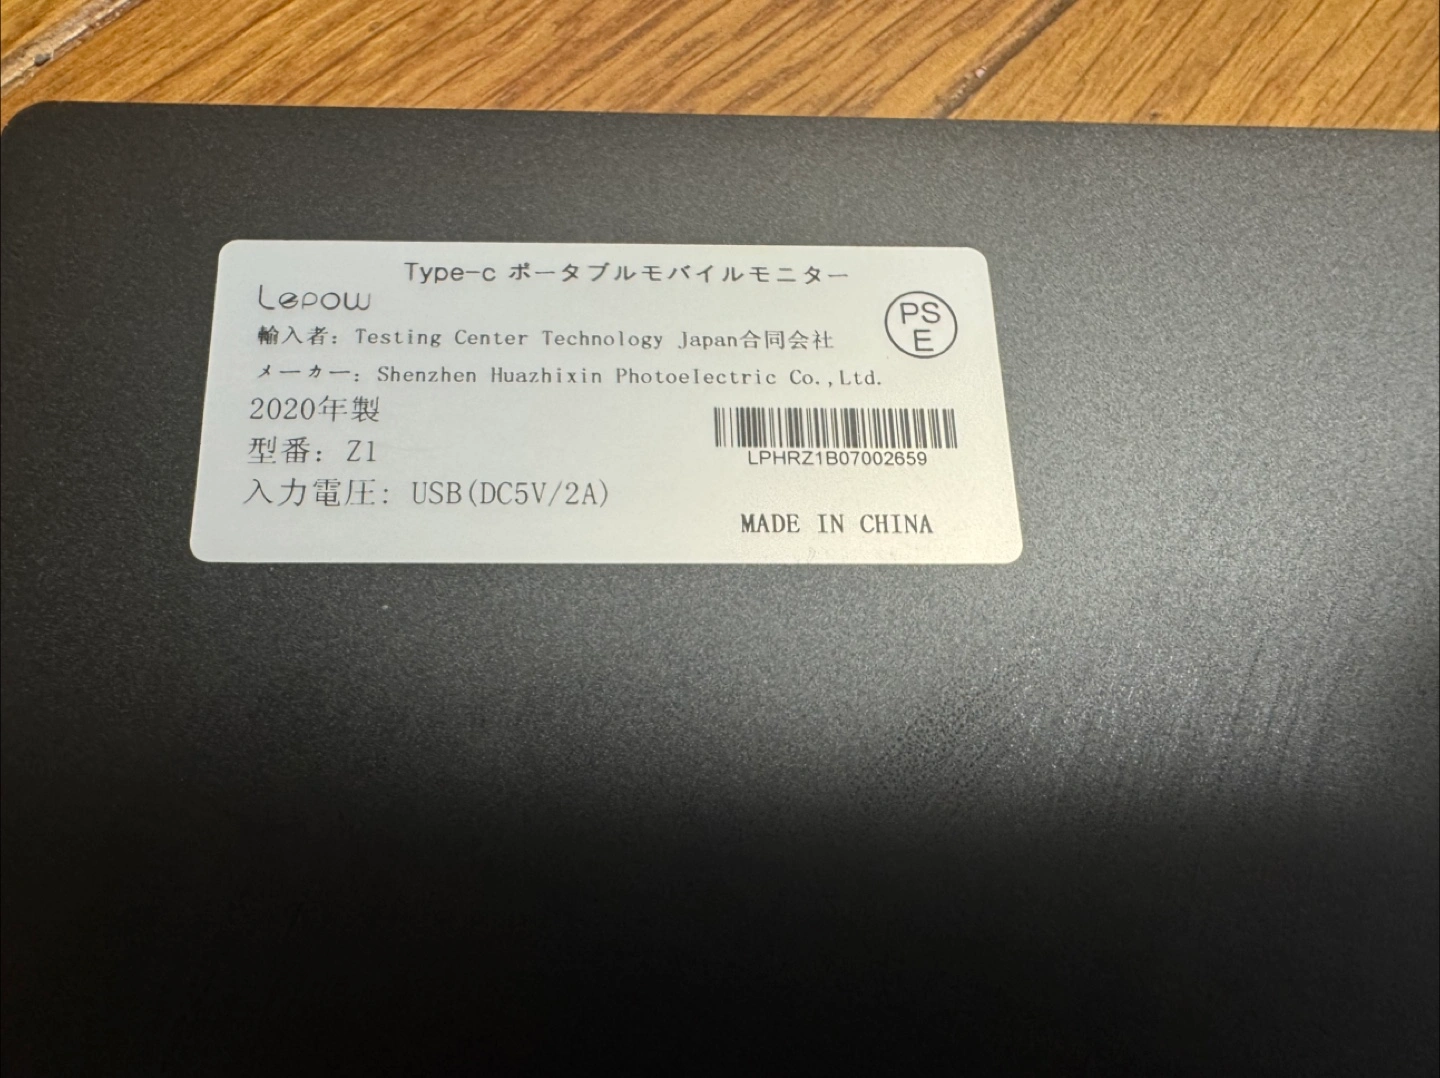 Type-c ポータブルモバイルモニター
Lepow
輸入者: Testing Center Technology Japan合同会社
メーカー: Shenzhen Huazhixin Photoelectric Co.,Ltd.
2020年製
型番: Z1
入力電圧: USB(DC5V/2A)
PS
E
LPHRZ1B07002659
MADE IN CHINA